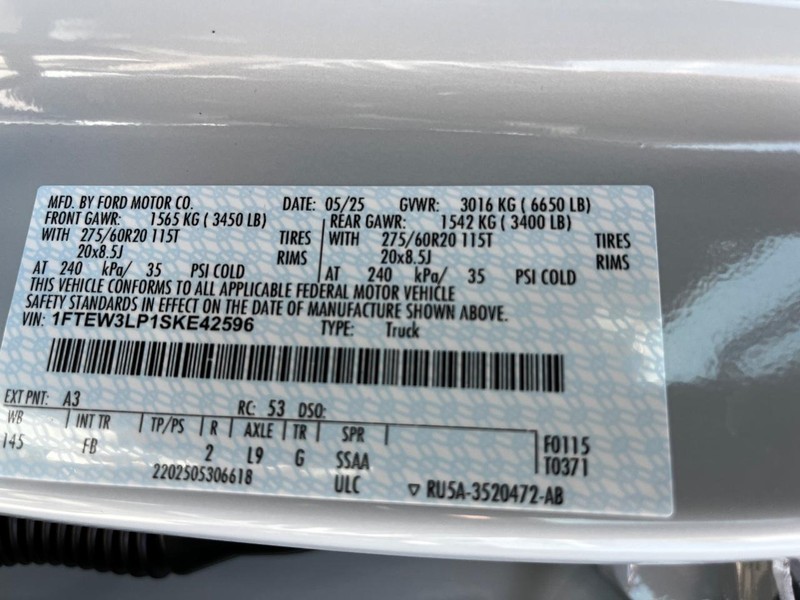 MFD. BY FORD MOTOR CO. DATE: 05/25 GVWR: 3016 KG ( 6650 LB)
FRONT GAWR: 1565 KG ( 3450 LB) REAR GAWR: 1542 KG ( 3400 LB)
WITH 275/60R20 115T TIRES WITH 275/60R20 115T TIRES
20x8.5J RIMS 20x8.5J RIMS
AT 240 kPa/ 35 PSI COLD AT 240 kPa/ 35 PSI COLD
THIS VEHICLE CONFORMS TO ALL APPLICABLE FEDERAL MOTOR VEHICLE
SAFETY STANDARDS IN EFFECT ON THE DATE OF MANUFACTURE SHOWN ABOVE.
VIN: 1FTEW3LP1SKE42596 TYPE: Truck
EXT PNT: A3 RC: 53 DSO:
WB INT TR TP/PS R AXLE TR SPR
145 FB 2 L9 G SSAA F0115
2202505306618 ULC T0371
▽ RU5A-3520472-AB